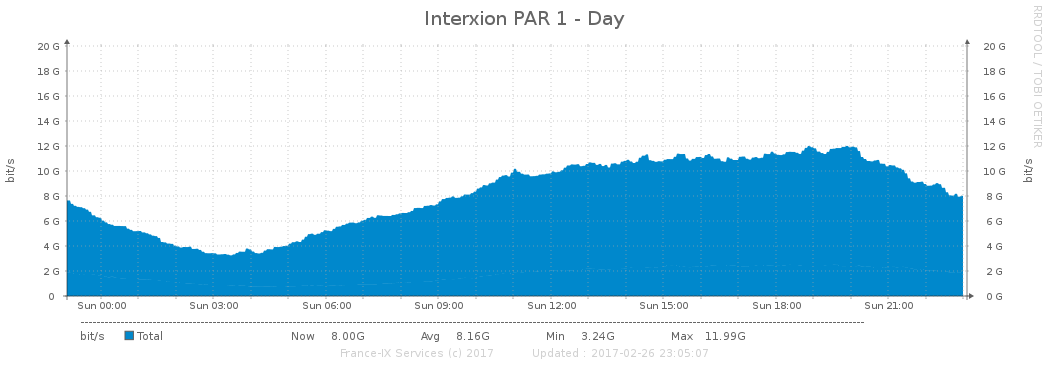 Interxion PAR 1 - Day
RRDTOOL / TOBI OETIKER
20 G 20 G
18 G 18 G
16 G 16 G
14 G 14 G
12 G 12 G
10 G 10 G
8 G 8 G
6 G 6 G
4 G 4 G
2 G 2 G
0 0 G
bit/s bit/s
Sun 00:00 Sun 03:00 Sun 06:00 Sun 09:00 Sun 12:00 Sun 15:00 Sun 18:00 Sun 21:00
bit/s Total Now 8.00G Avg 8.16G Min 3.24G Max 11.99G
France-IX Services (c) 2017 Updated : 2017-02-26 23:05:07